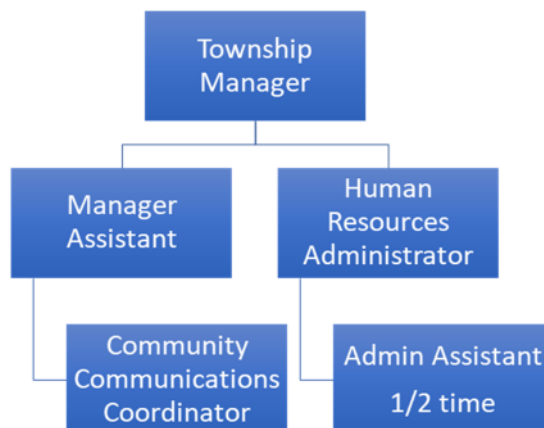 Township
Manager
Manager
Assistant
Human
Resources
Administrator
Community
Communications
Coordinator
Admin Assistant
1/2 time